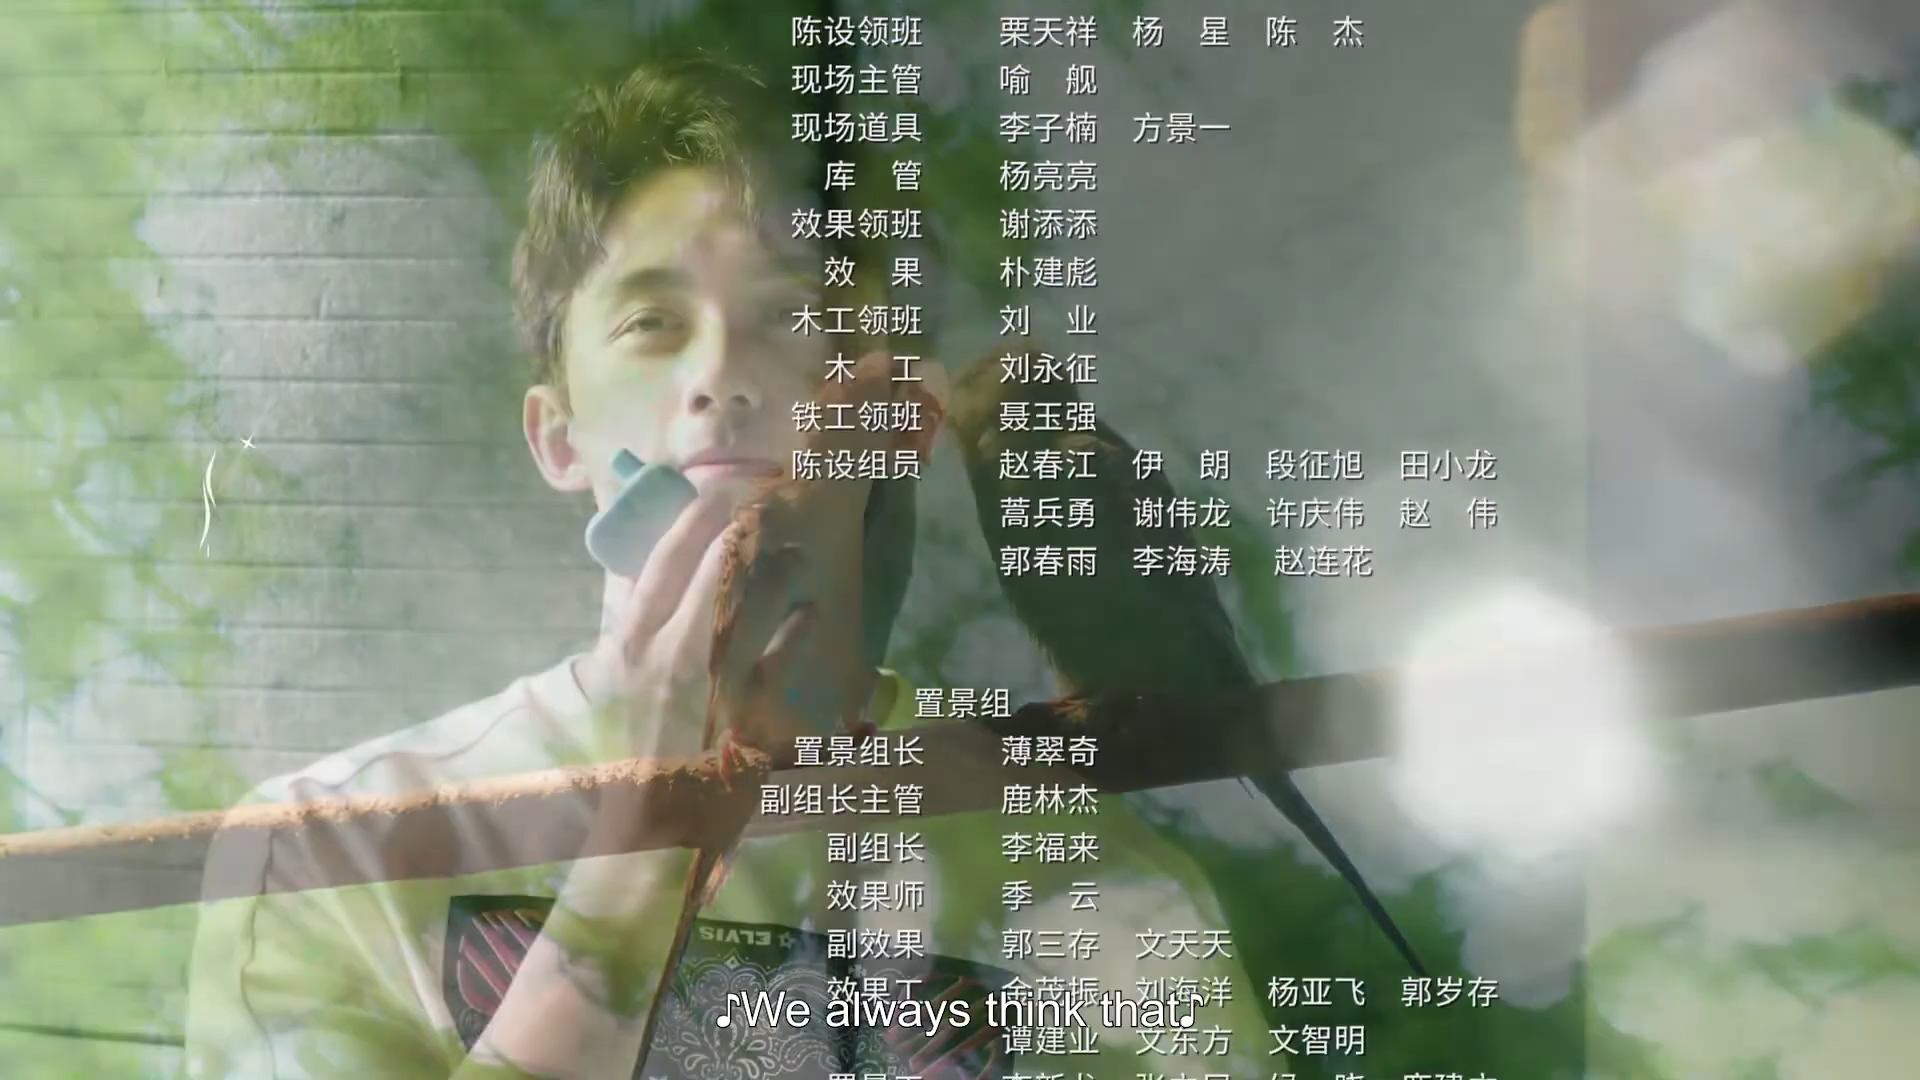 陈设领班 栗天祥 杨 星 陈 杰
现场主管 喻 舰
现场道具 李子楠 方景一
库 管 杨亮亮
效果领班 谢添添
效 果 朴建彪
木工领班 刘 业
木 工 刘永征
铁工领班 聂玉强
陈设组员 赵春江 伊 朗 段征旭 田小龙
蒿兵勇 谢伟龙 许庆伟 赵 伟
郭春雨 李海涛 赵连花
置景组
置景组长 薄翠奇
副组长主管 鹿林杰
副组长 李福来
效果师 季 云
副效果 郭三存 文天天
ELVIS
效果工 金茂振 刘海洋 杨亚飞 郭岁存
♪We always think that♪
谭建业 文东方 文智明